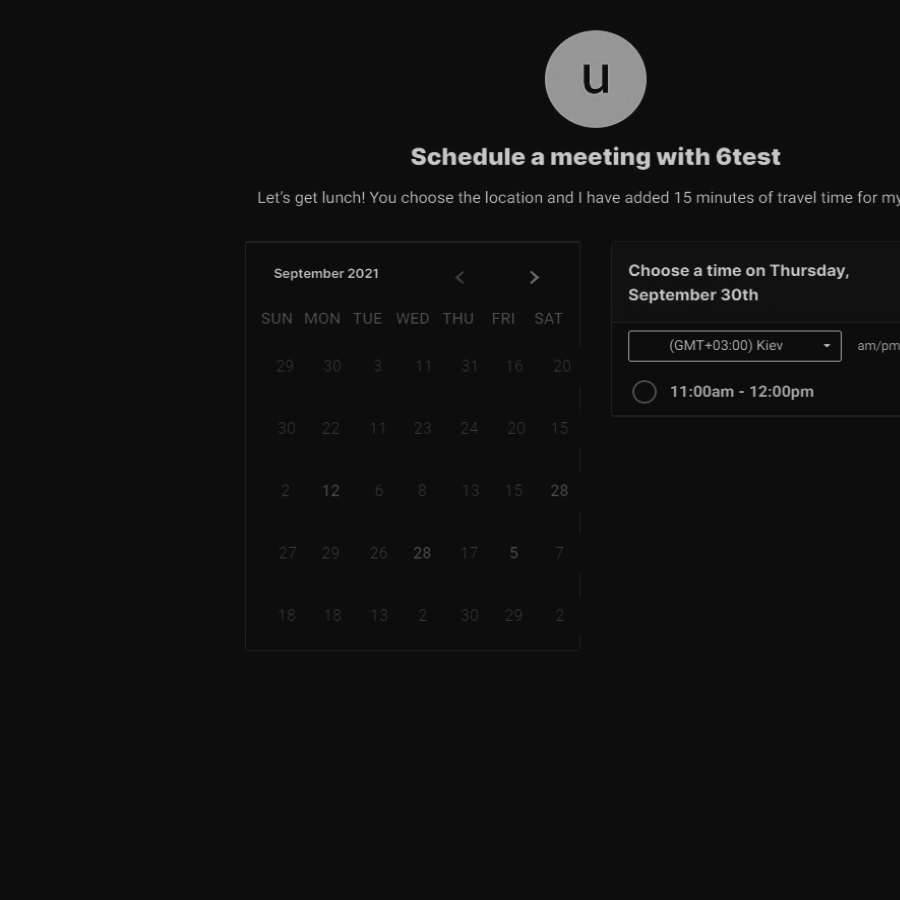 u
Schedule a meeting with 6test
Let's get lunch! You choose the location and I have added 15 minutes of travel time for my
September 2021
SUN MON TUE WED THU FRI SAT
29 30 3 11 31 16 20
30 22 11 23 24 20 15
2 12 6 8 13 15 28
27 29 26 28 17 5 7
18 18 13 2 30 29 2
Choose a time on Thursday,
September 30th
(GMT+03:00) Kiev
am/pm
11:00am - 12:00pm